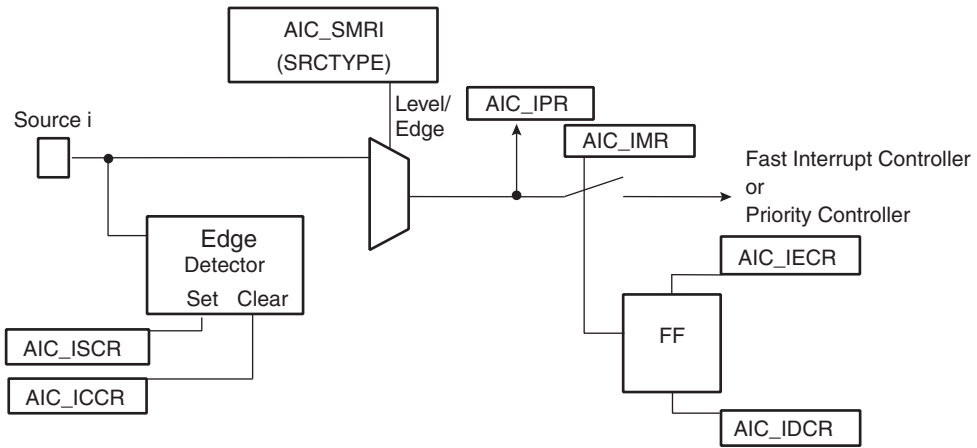 AIC_SMRI
(SRCTYPE)
Source i
Level/
Edge
AIC_IPR
AIC_IMR
Fast Interrupt Controller
or
Priority Controller
Edge
Detector
Set Clear
AIC_IECR
FF
AIC_ISCR
AIC_ICCR
AIC_IDCR